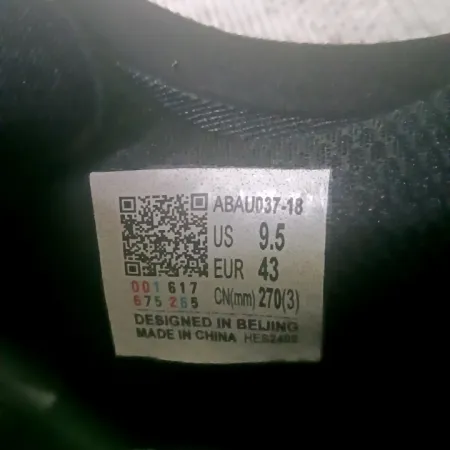 ABAU037-18
US 9.5
EUR 43
CN(mm) 270(3)
001 617
675 265
DESIGNED IN BEIJING
MADE IN CHINA